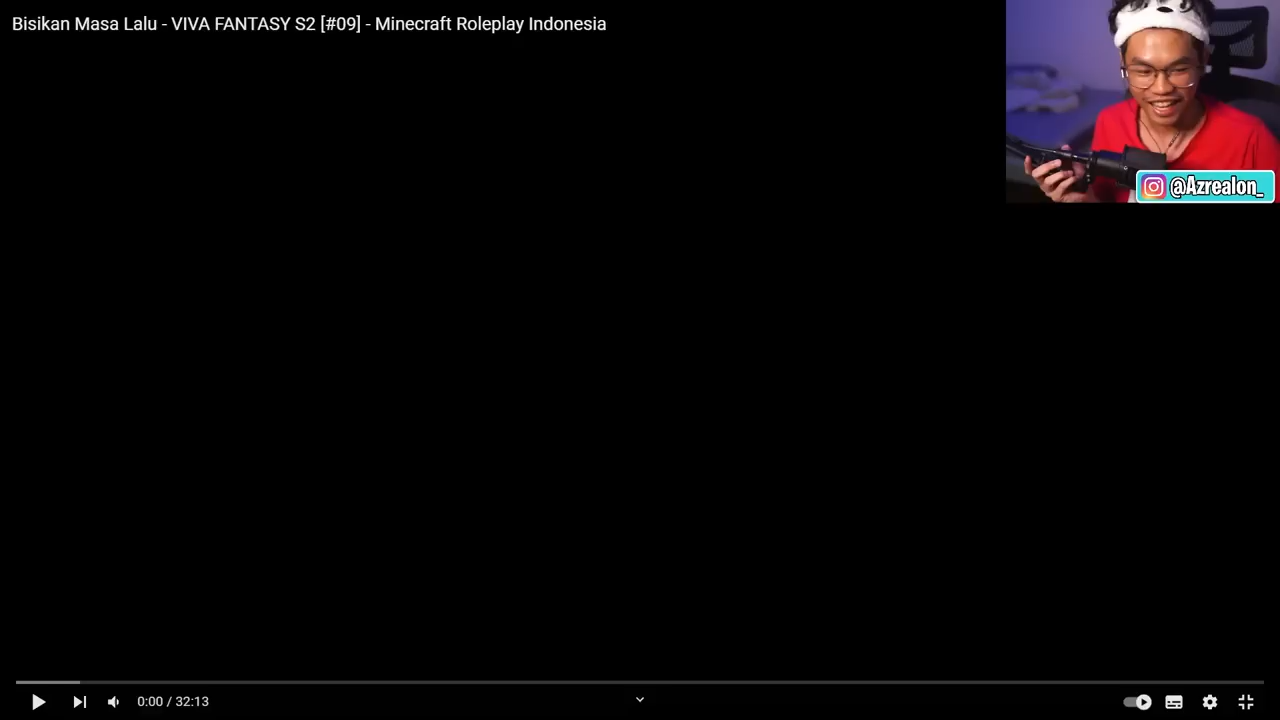 Bisikan Masa Lalu - VIVA FANTASY S2 [#09] - Minecraft Roleplay Indonesia
@Azrealon_
0:00 / 32:13